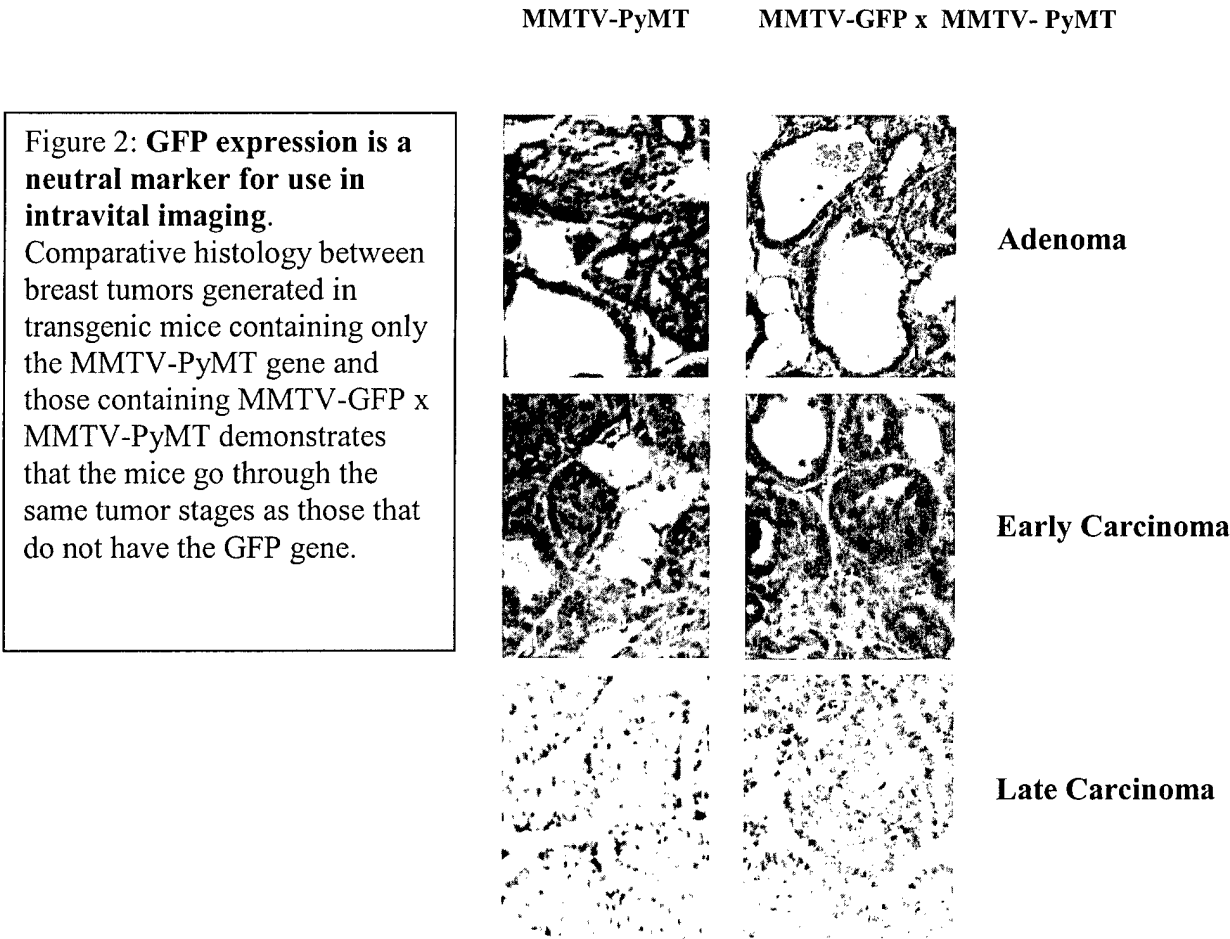 MMTV-PyMT
MMTV-GFP x MMTV- PyMT
Figure 2: GFP expression is a
neutral marker for use in
intravital imaging.
Comparative histology between
breast tumors generated in
transgenic mice containing only
the MMTV-PyMT gene and
those containing MMTV-GFP x
MMTV-PyMT demonstrates
that the mice go through the
same tumor stages as those that
do not have the GFP gene.
Adenoma
Early Carcinoma
Late Carcinoma